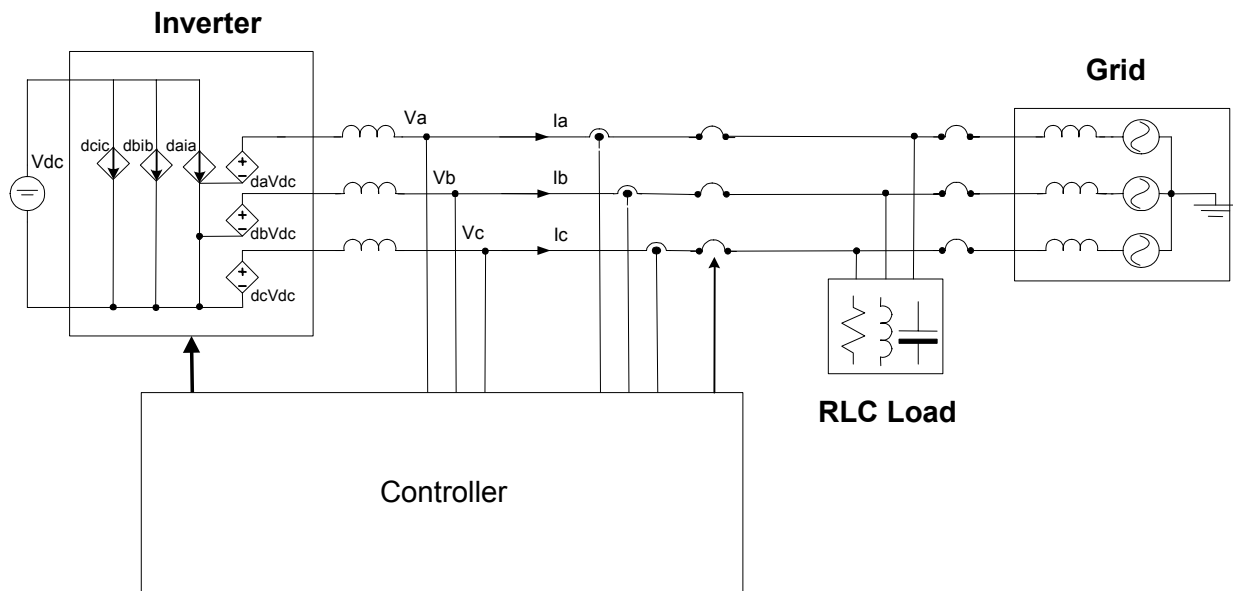 Inverter
Grid
Vdc
dcic
dbib
daia
daVdc
dbVdc
dcVdc
Va
Vb
Vc
Ia
Ib
Ic
RLC Load
Controller